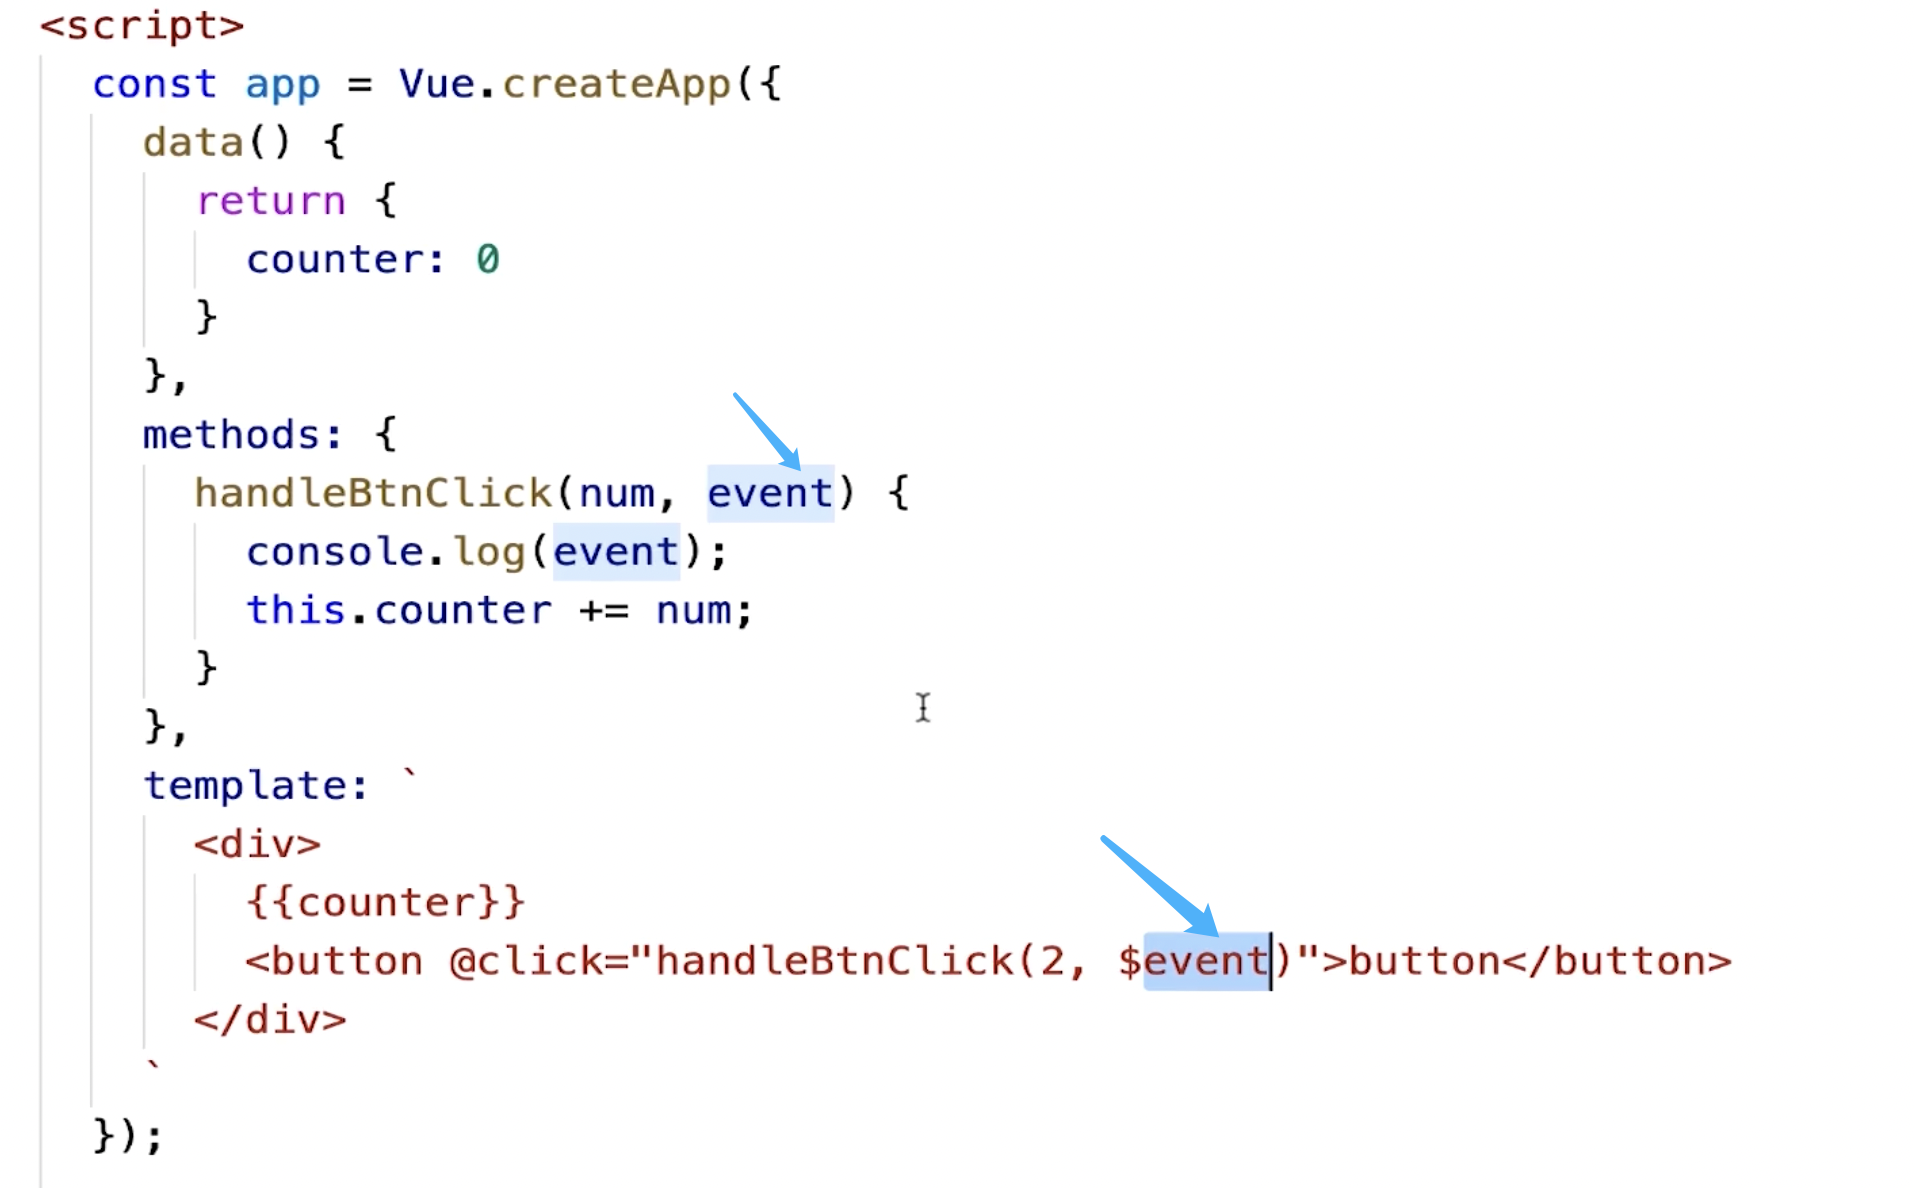 <script>
const app = Vue.createApp({
data() {
return {
counter: 0
}
},
methods: {
handleBtnClick(num, event) {
console.log(event);
this.counter += num;
}
},
template: `
<div>
{{counter}}
<button @click="handleBtnClick(2, $event)">button</button>
</div>
`
});